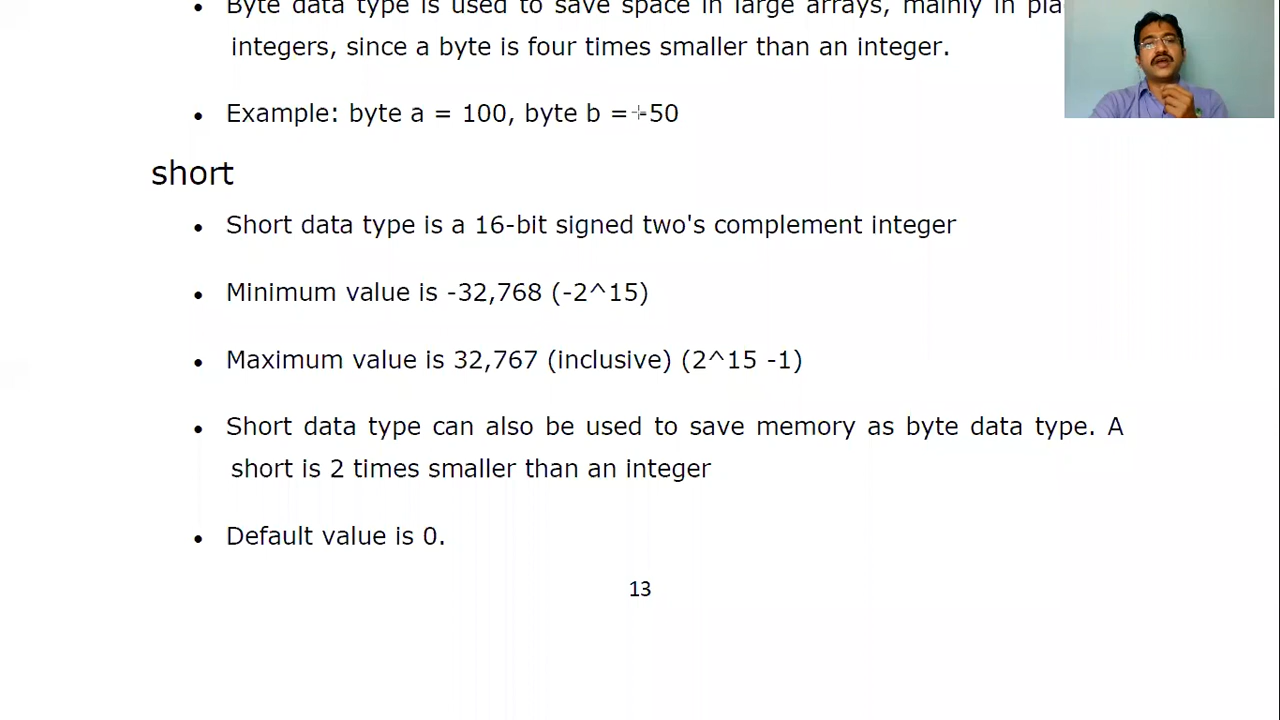 • Byte data type is used to save space in large arrays, mainly in
integers, since a byte is four times smaller than an integer.
• Example: byte a = 100, byte b = -50
short
• Short data type is a 16-bit signed two's complement integer
• Minimum value is -32,768 (-2^15)
• Maximum value is 32,767 (inclusive) (2^15 -1)
• Short data type can also be used to save memory as byte data type. A
short is 2 times smaller than an integer
• Default value is 0.
13